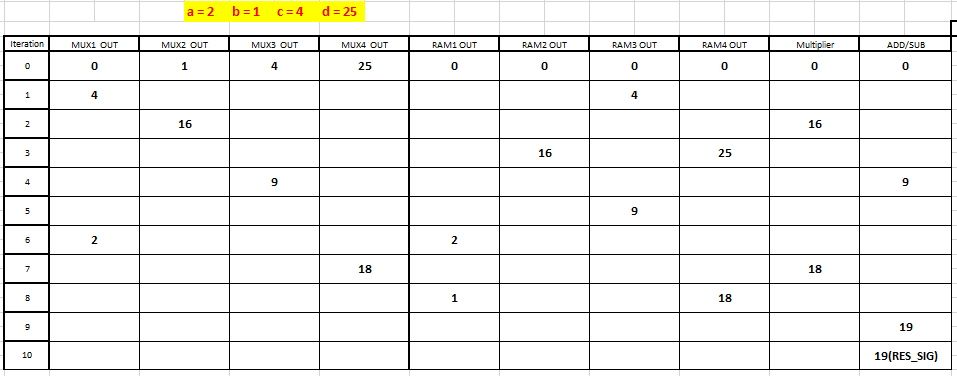 a = 2 b = 1 c = 4 d = 25
Iteration MUX1 OUT MUX2 OUT MUX3 OUT MUX4 OUT RAM1 OUT RAM2 OUT RAM3 OUT RAM4 OUT Multiplier ADD/SUB
0 0 1 4 25 0 0 0 0 0 0
1 4 4
2 16 16
3 16 25
4 9 9
5 9
6 2 2
7 18 18
8 1 18
9 19
10 19(RES_SIG)